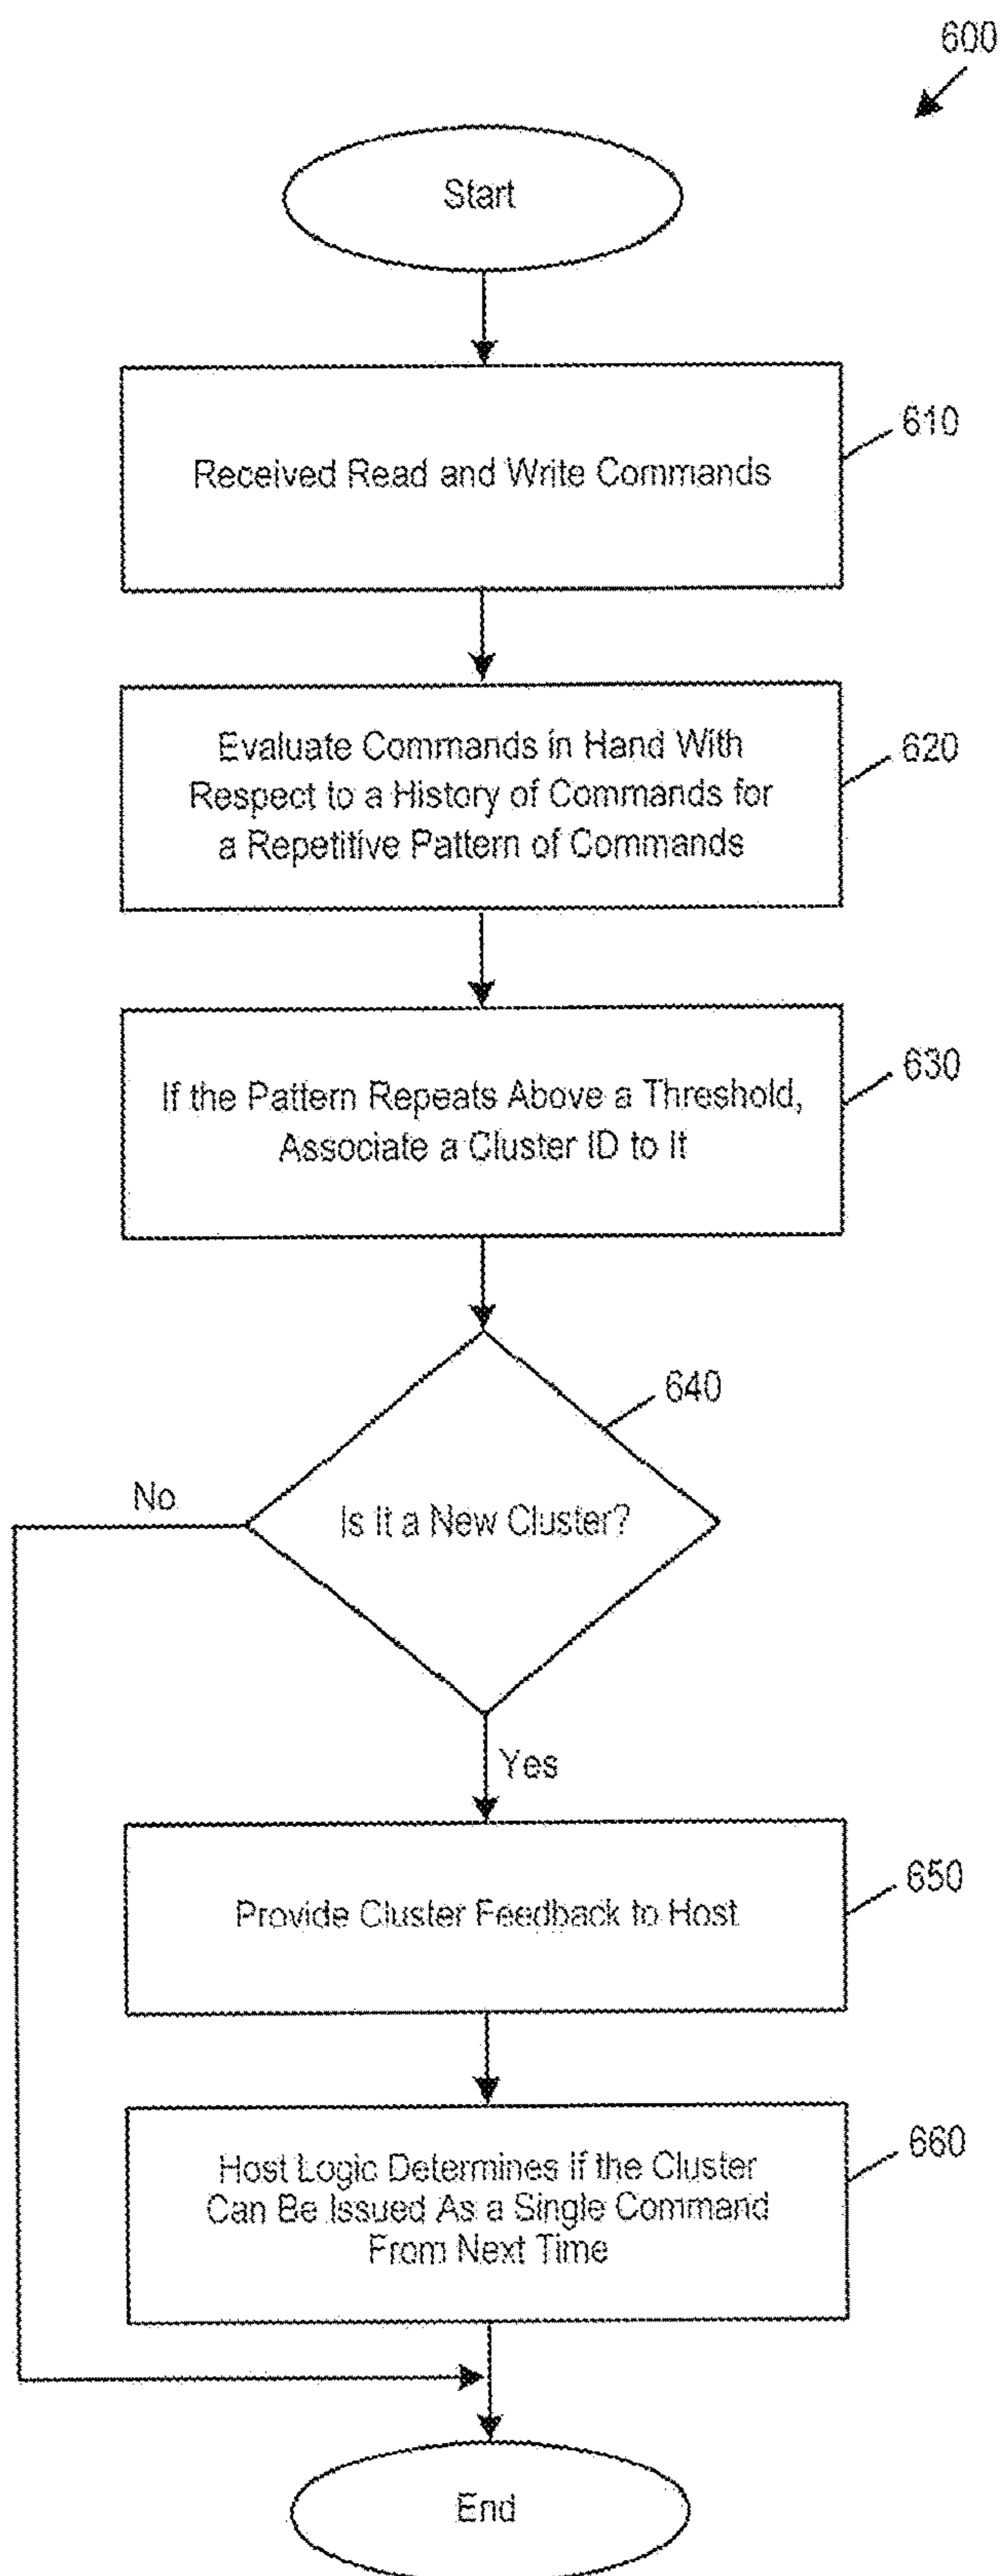 600
Start
Received Read and Write Commands
610
Evaluate Commands in Hand With
Respect to a History of Commands for
a Repetitive Pattern of Commands
620
If the Pattern Repeats Above a Threshold,
Associate a Cluster ID to It
630
640
Is It a New Cluster?
No
Yes
Provide Cluster Feedback to Host
650
Host Logic Determines if the Cluster
Can Be Issued As a Single Command
From Next Time
660
End